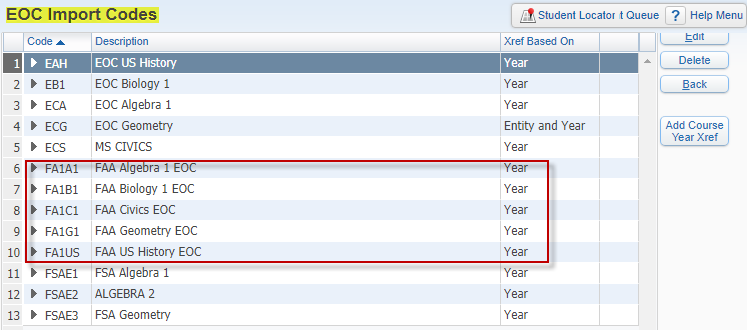 EOC Import Codes
Student Locator t Queue ? Help Menu
Code Description Xref Based On
Edit
1 EAH EOC US History Year
Delete
2 EB1 EOC Biology 1 Year
Back
3 ECA EOC Algebra 1 Year
4 ECG EOC Geometry Entity and Year
Add Course
Year Xref
5 ECS MS CIVICS Year
6 FA1A1 FAA Algebra 1 EOC Year
7 FA1B1 FAA Biology 1 EOC Year
8 FA1C1 FAA Civics EOC Year
9 FA1G1 FAA Geometry EOC Year
10 FA1US FAA US History EOC Year
11 FSAE1 FSA Algebra 1 Year
12 FSAE2 ALGEBRA 2 Year
13 FSAE3 FSA Geometry Year